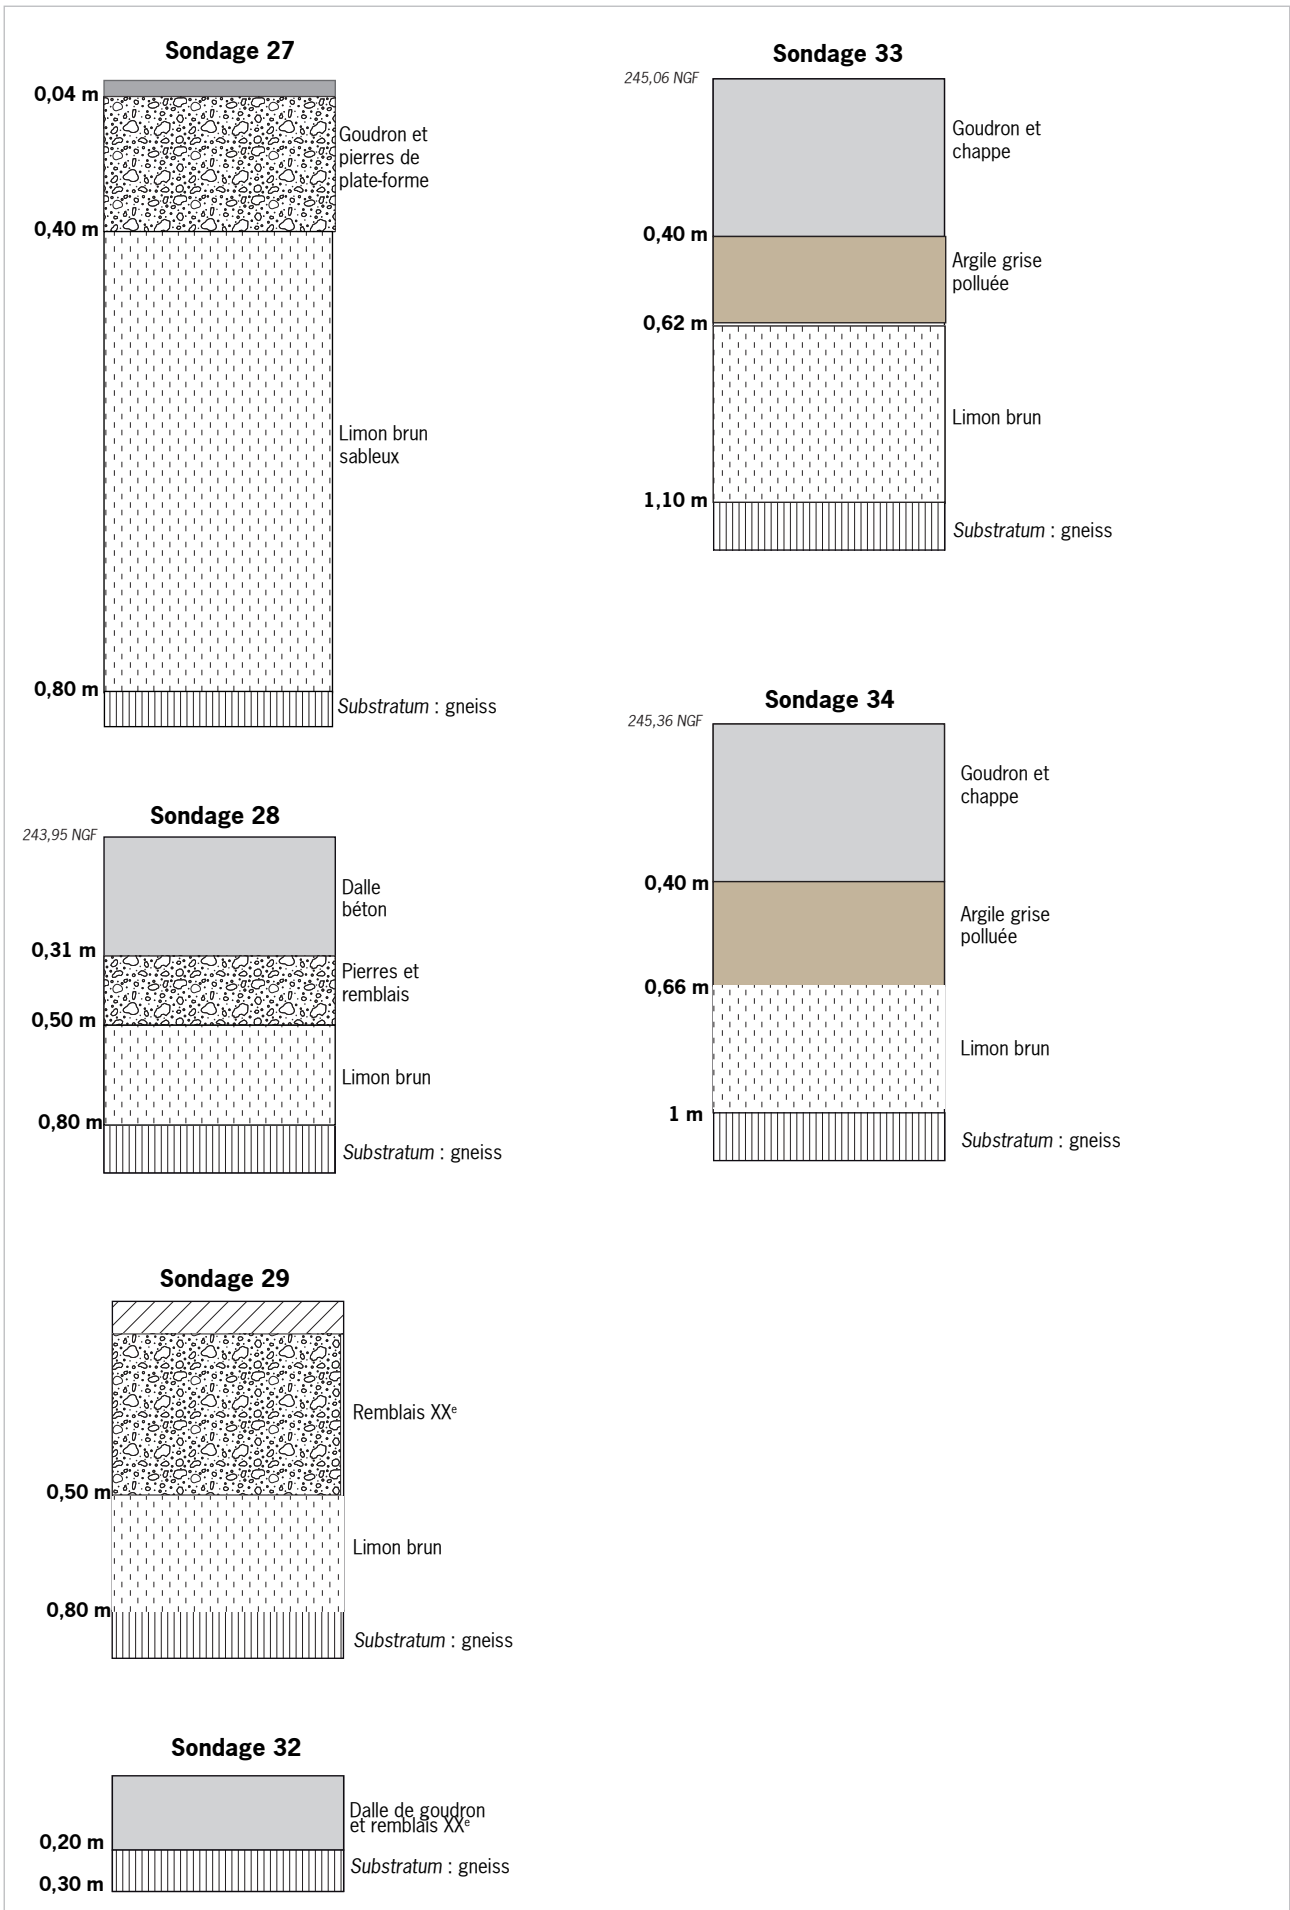 Sondage 27
0,04 m
Goudron et
pierres de
plate-forme
0,40 m
Limon brun
sableux
0,80 m
Substratum : gneiss
Sondage 28
243,95 NGF
Dalle
béton
0,31 m
Pierres et
remblais
0,50 m
Limon brun
0,80 m
Substratum : gneiss
Sondage 29
Remblais XXe
0,50 m
Limon brun
0,80 m
Substratum : gneiss
Sondage 32
Dalle de goudron
et remblais XXe
0,20 m
Substratum : gneiss
0,30 m
Sondage 33
245,06 NGF
Goudron et
chappe
0,40 m
Argile grise
polluée
0,62 m
Limon brun
1,10 m
Substratum : gneiss
Sondage 34
245,36 NGF
Goudron et
chappe
0,40 m
Argile grise
polluée
0,66 m
Limon brun
1 m
Substratum : gneiss